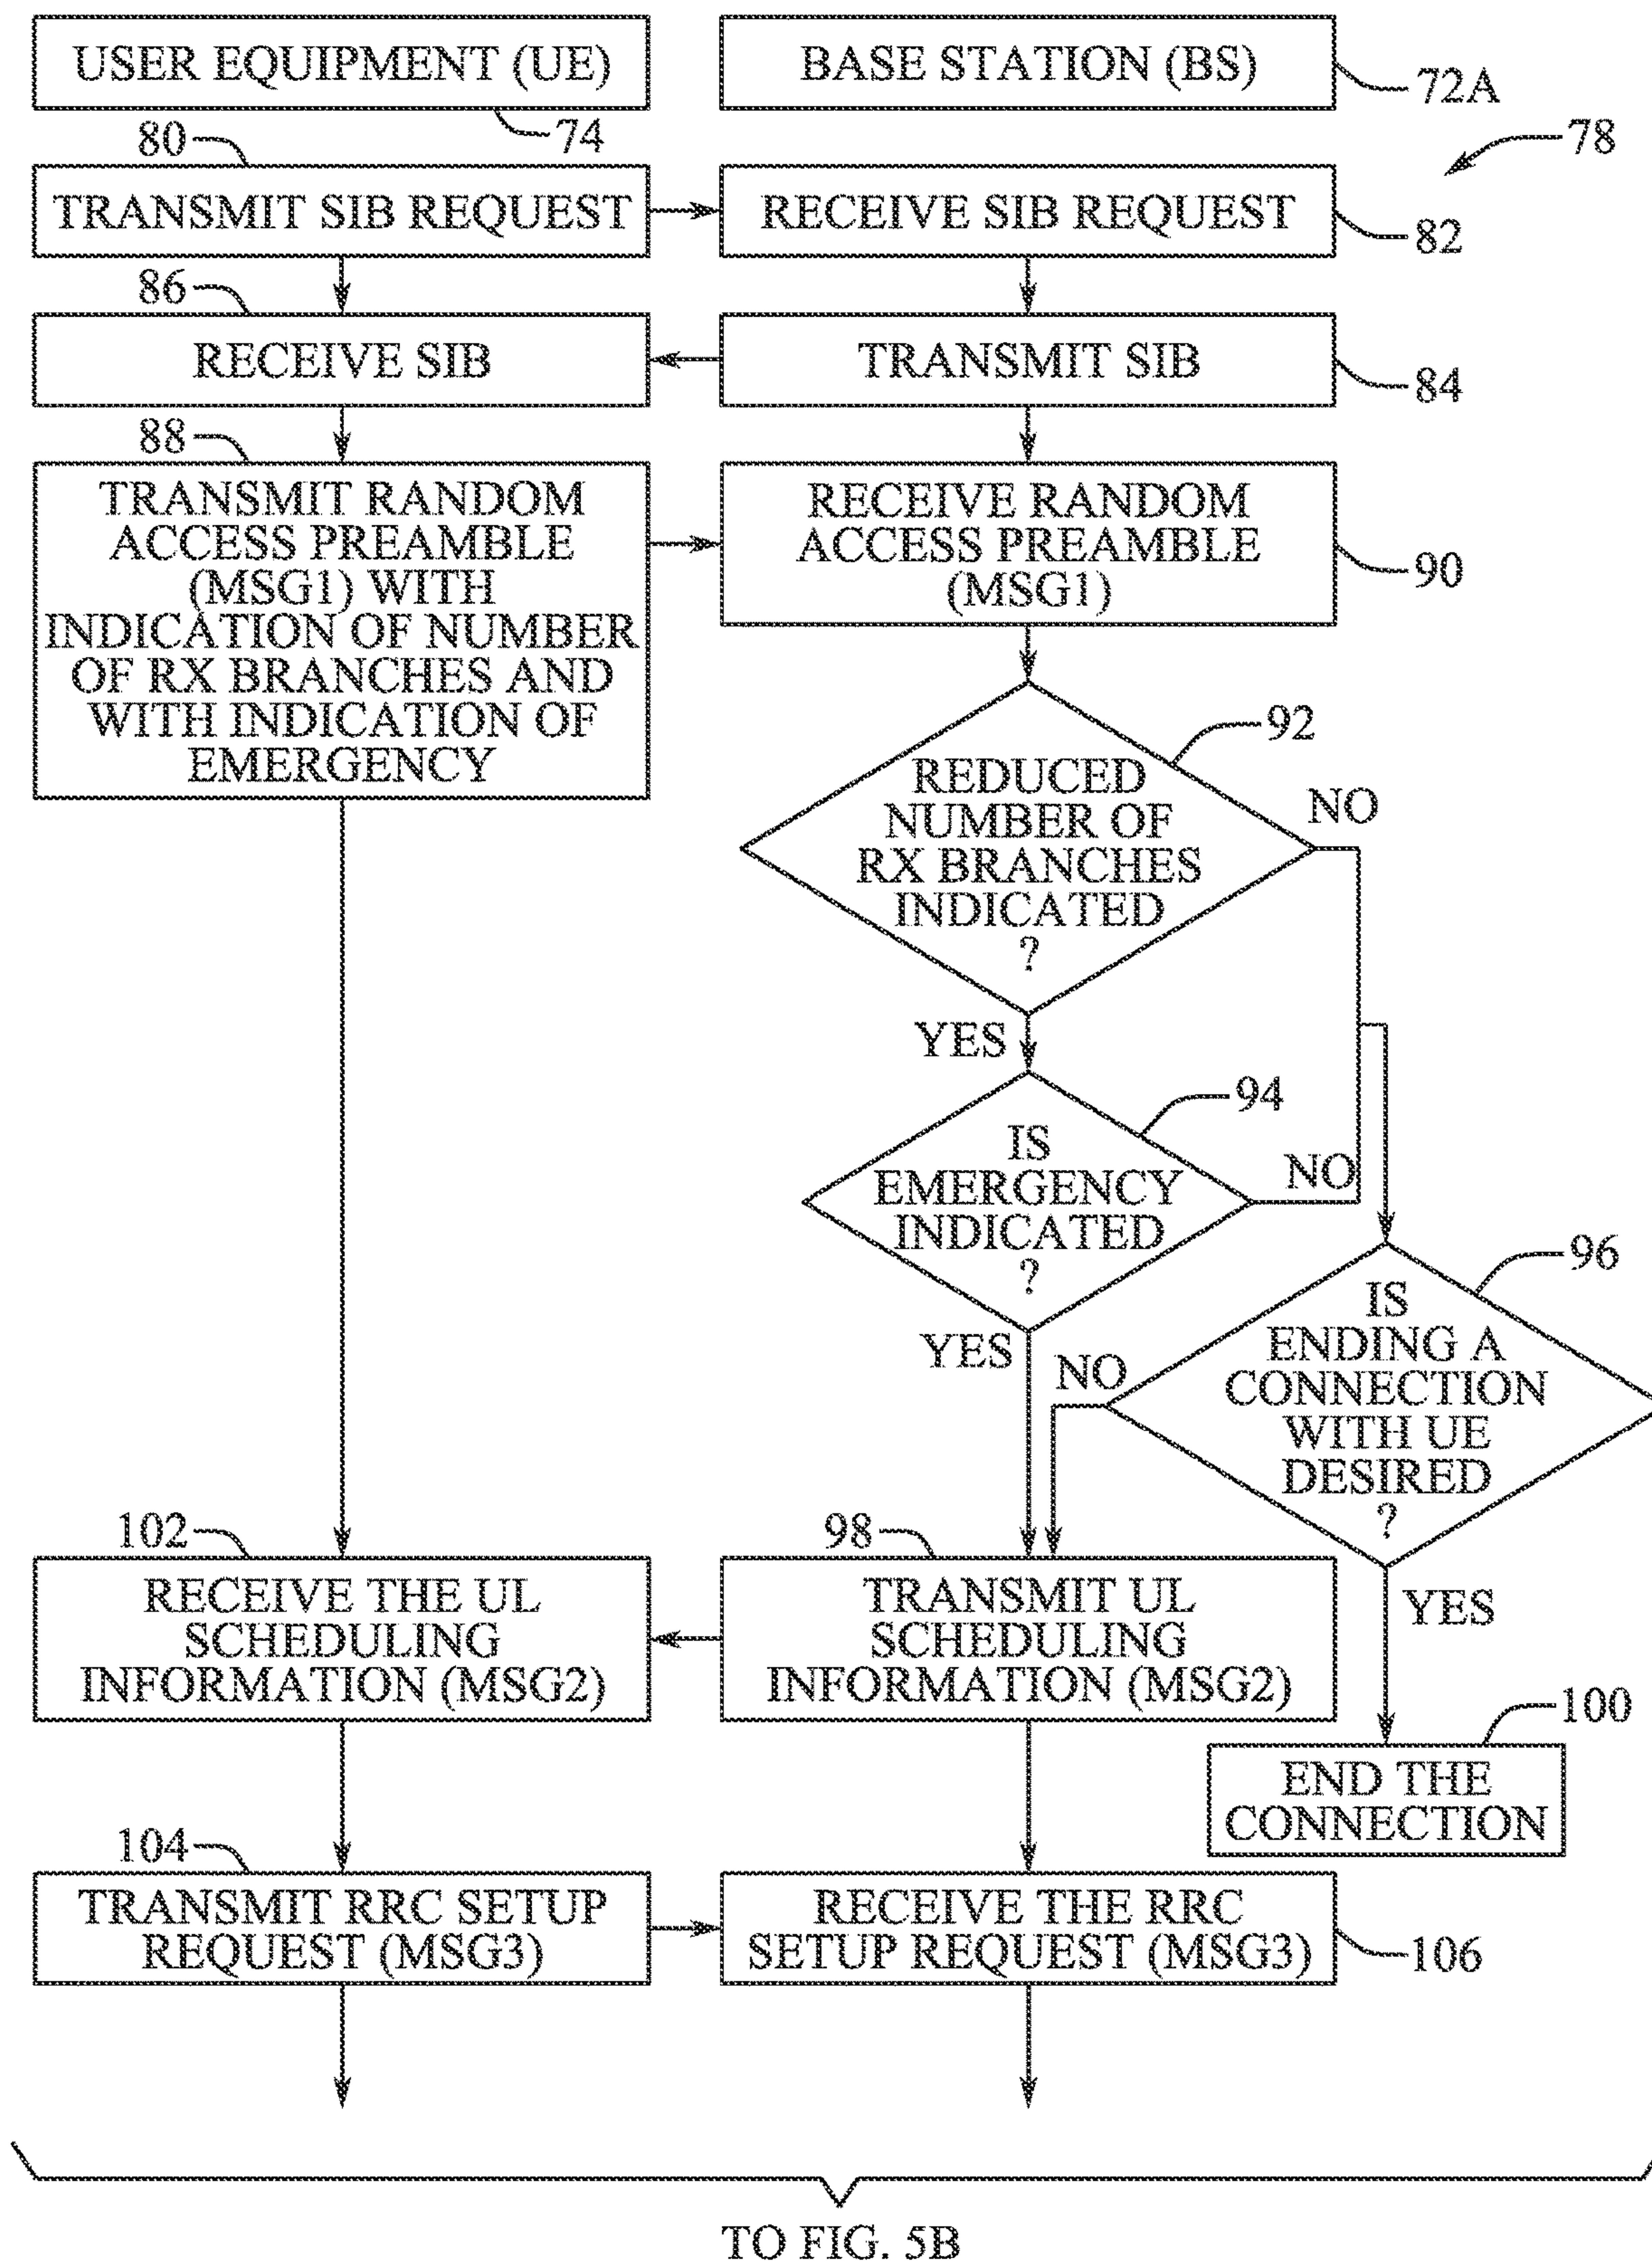 USER EQUIPMENT (UE)
BASE STATION (BS)
72A
74
78
80
TRANSMIT SIB REQUEST
RECEIVE SIB REQUEST
82
86
RECEIVE SIB
TRANSMIT SIB
84
88
TRANSMIT RANDOM
ACCESS PREAMBLE
(MSG1) WITH
INDICATION OF NUMBER
OF RX BRANCHES AND
WITH INDICATION OF
EMERGENCY
RECEIVE RANDOM
ACCESS PREAMBLE
(MSG1)
90
92
REDUCED
NUMBER OF
RX BRANCHES
INDICATED
?
NO
YES
94
IS
EMERGENCY
INDICATED
?
NO
YES
96
IS
ENDING A
CONNECTION
WITH UE
DESIRED
?
NO
YES
102
RECEIVE THE UL
SCHEDULING
INFORMATION (MSG2)
98
TRANSMIT UL
SCHEDULING
INFORMATION (MSG2)
100
END THE
CONNECTION
104
TRANSMIT RRC SETUP
REQUEST (MSG3)
RECEIVE THE RRC
SETUP REQUEST (MSG3)
106
TO FIG. 5B